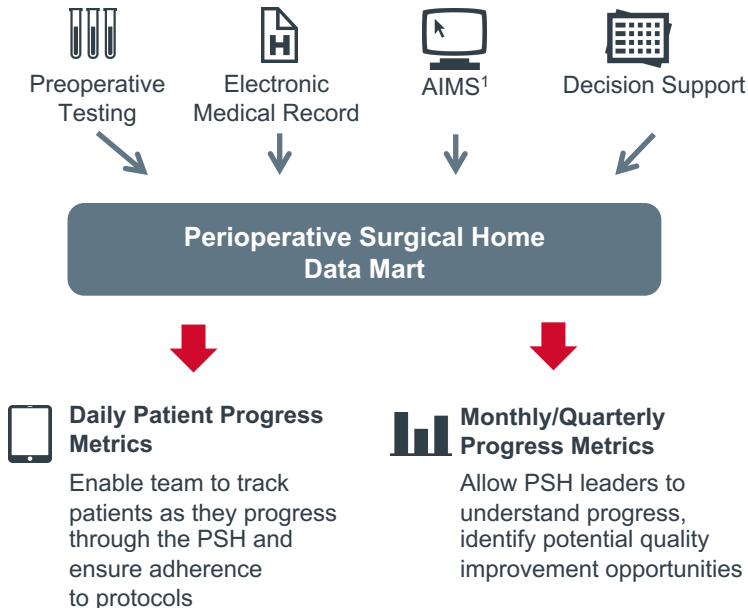 H
Preoperative
Testing
Electronic
Medical Record
AIMS¹
Decision Support
Perioperative Surgical Home
Data Mart
Daily Patient Progress
Metrics
Enable team to track
patients as they progress
through the PSH and
ensure adherence
to protocols
Monthly/Quarterly
Progress Metrics
Allow PSH leaders to
understand progress,
identify potential quality
improvement opportunities